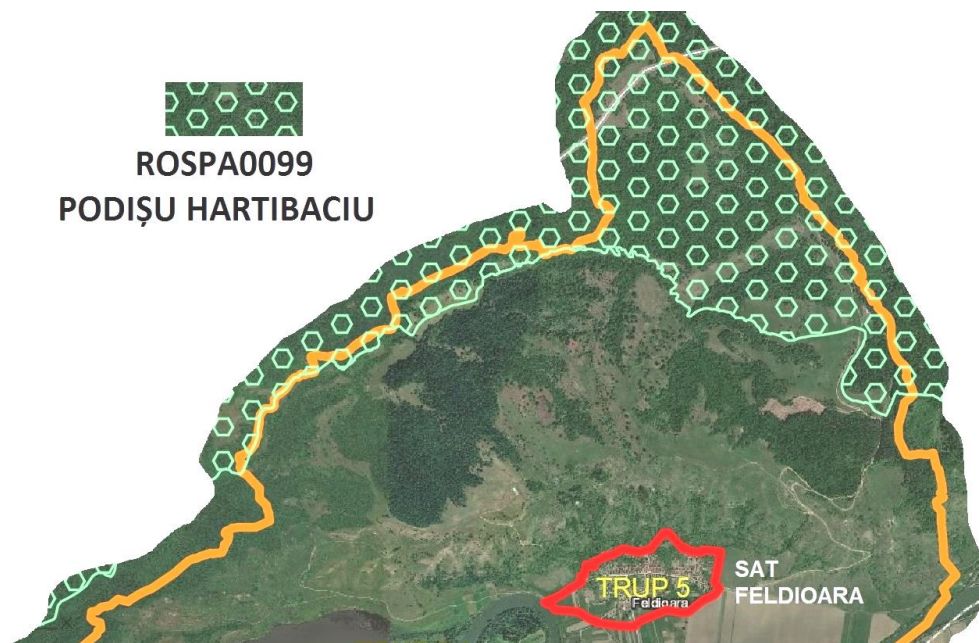 ROSPA0099
PODIȘU HARTIBACIU
TRUP 5
Feldioara
SAT
FELDIOARA